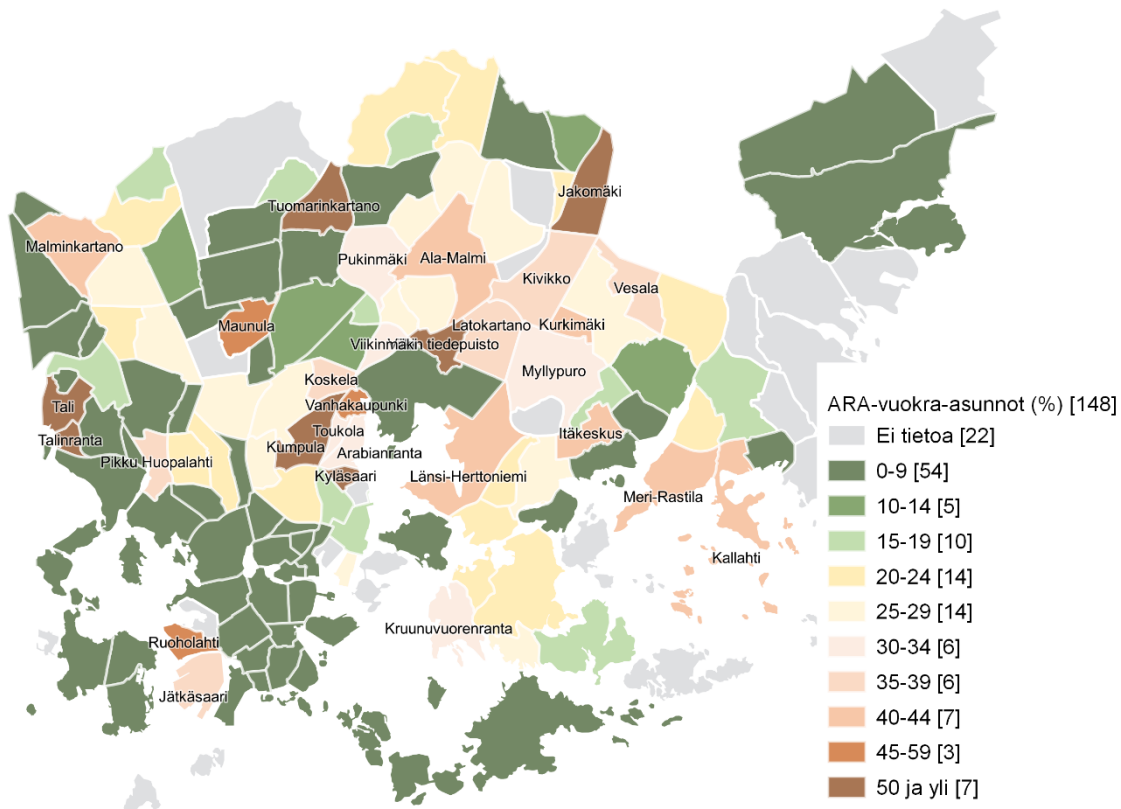 Jakomäki
Tuomarinkartano
Malminkartano
Pukinmäki
Ala-Malmi
Kivikko
Vesala
Maunula
Latokartano
Kurkimäki
Viikinmäki
Viikin tiedepuisto
Myllypuro
Koskela
Tali
Vanhakaupunki
Toukola
Talinranta
Kumpula
Itäkeskus
Arabianranta
Pikku Huopalahti
Kyläsaari
Länsi-Herttoniemi
Meri-Rastila
Kallahti
Kruunuvuorenranta
Ruoholahti
Jätkäsaari
ARA-vuokra-asunnot (%) [148]
Ei tietoa [22]
0-9 [54]
10-14 [5]
15-19 [10]
20-24 [14]
25-29 [14]
30-34 [6]
35-39 [6]
40-44 [7]
45-59 [3]
50 ja yli [7]